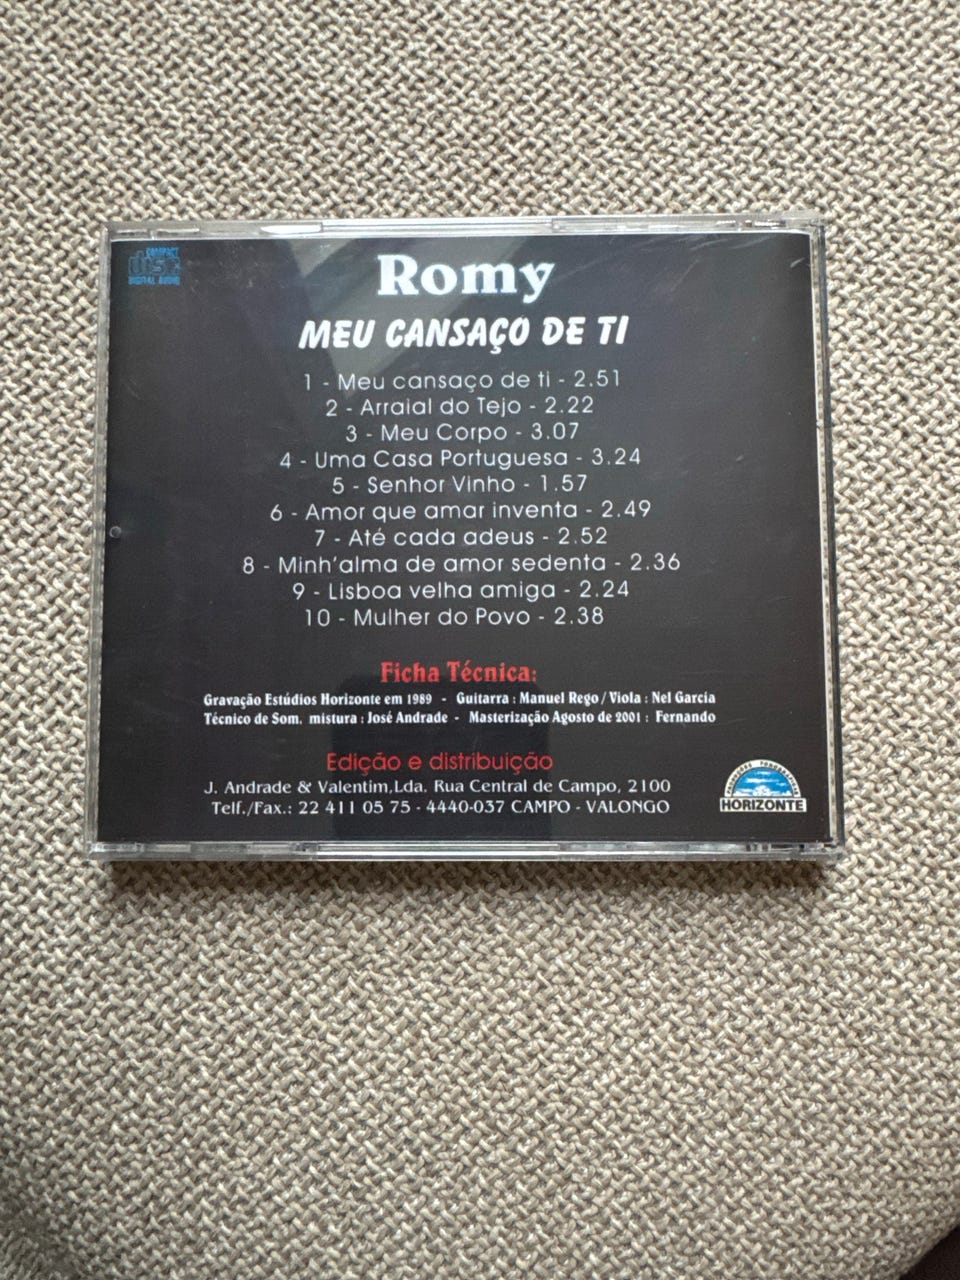 COMPACT
disc
DIGITAL AUDIO
Romy
MEU CANSAÇO DE TI
1 - Meu cansaço de ti - 2.51
2 - Arraial do Tejo - 2.22
3 - Meu Corpo - 3.07
4 - Uma Casa Portuguesa - 3.24
5 - Senhor Vinho - 1.57
6 - Amor que amar inventa - 2.49
7 - Até cada adeus - 2.52
8 - Minh'alma de amor sedenta - 2.36
9 - Lisboa velha amiga - 2.24
10 - Mulher do Povo - 2.38
Ficha Técnica:
Gravação Estúdios Horizonte em 1989 - Guitarra : Manuel Rego / Viola : Nel Garcia
Técnico de Som, mistura : José Andrade - Masterização Agosto de 2001 : Fernando
Edição e distribuição
J. Andrade & Valentim,Lda. Rua Central de Campo, 2100
Telf./Fax.: 22 411 05 75 - 4440-037 CAMPO - VALONGO
HORIZONTE